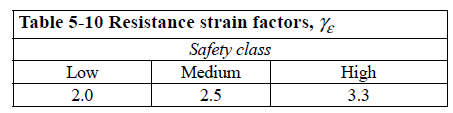 Table 5-10 Resistance strain factors, γε
Safety class
Low Medium High
2.0 2.5 3.3